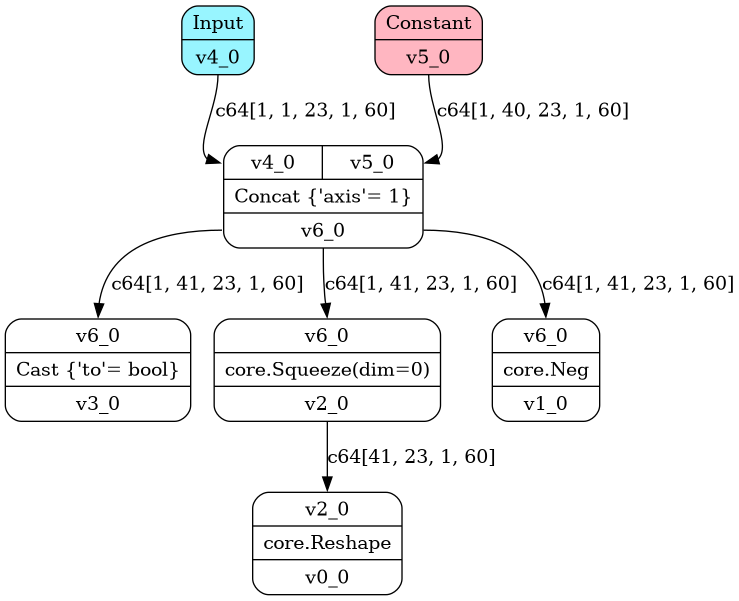 Input
v4_0
Constant
v5_0
c64[1, 1, 23, 1, 60]
c64[1, 40, 23, 1, 60]
v4_0 v5_0
Concat {'axis'= 1}
v6_0
c64[1, 41, 23, 1, 60]
c64[1, 41, 23, 1, 60]
c64[1, 41, 23, 1, 60]
v6_0
Cast {'to'= bool}
v3_0
v6_0
core.Squeeze(dim=0)
v2_0
v6_0
core.Neg
v1_0
c64[41, 23, 1, 60]
v2_0
core.Reshape
v0_0